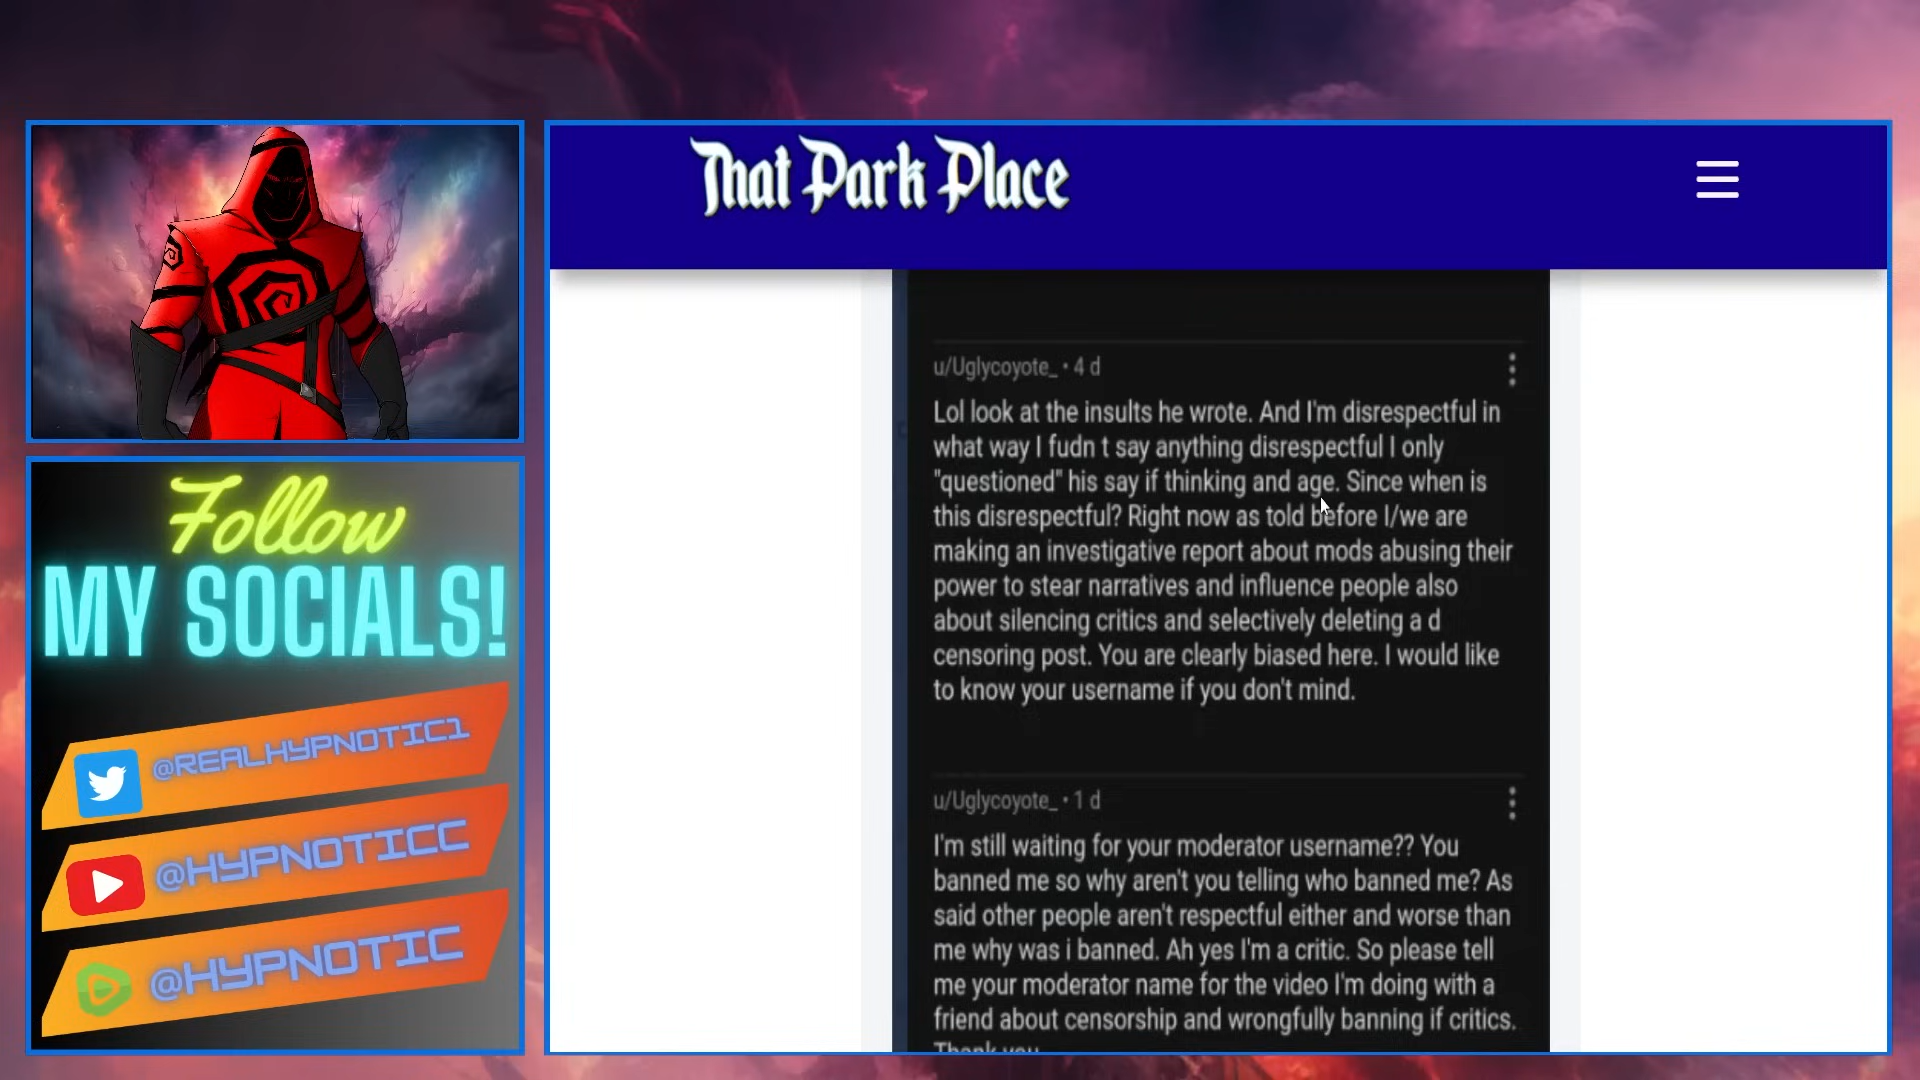 That Park Place
u/Uglycoyote_ • 4 d
Lol look at the insults he wrote. And I'm disrespectful in
what way I fudn t say anything disrespectful I only
"questioned" his say if thinking and age. Since when is
this disrespectful? Right now as told before I/we are
making an investigative report about mods abusing their
power to stear narratives and influence people also
about silencing critics and selectively deleting a d
censoring post. You are clearly biased here. I would like
to know your username if you don't mind.
u/Uglycoyote_ • 1 d
I'm still waiting for your moderator username?? You
banned me so why aren't you telling who banned me? As
said other people aren't respectful either and worse than
me why was i banned. Ah yes I'm a critic. So please tell
me your moderator name for the video I'm doing with a
friend about censorship and wrongfully banning if critics.
Thank you
Follow
MY SOCIALS!
@REALHYPNOTIC1
@HYPNOTICC
@HYPNOTIC